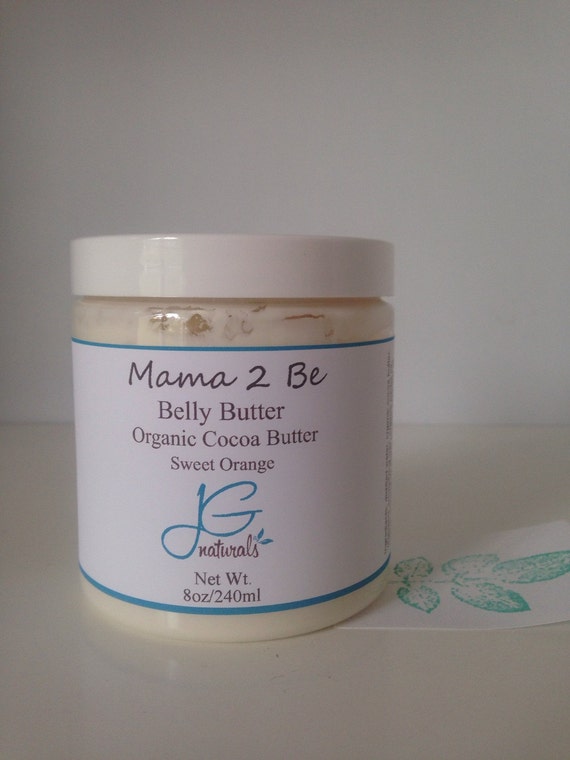 Mama 2 Be
Belly Butter
Organic Cocoa Butter
Sweet Orange
JG
naturals
Net Wt.
8oz/240ml